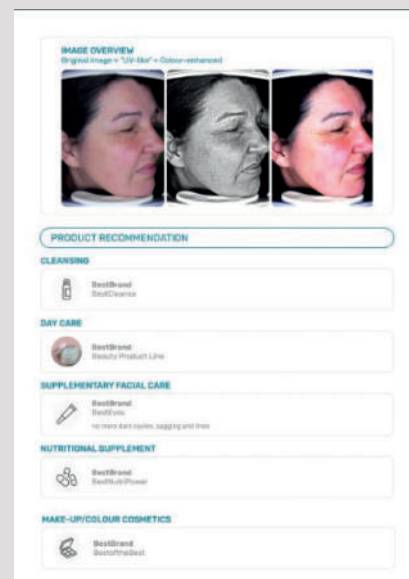 IMAGE OVERVIEW
Original image + "UV-like" + Colour-enhanced
PRODUCT RECOMMENDATION
CLEANSING
BestBrand
BestCleanse
DAY CARE
BestBrand
Beauty Product Line
SUPPLEMENTARY FACIAL CARE
BestBrand
BestEyes
no more dark circles, sagging and lines
NUTRITIONAL SUPPLEMENT
BestBrand
BestNutriPower
MAKE-UP/COLOUR COSMETICS
BestBrand
BestoftheBest